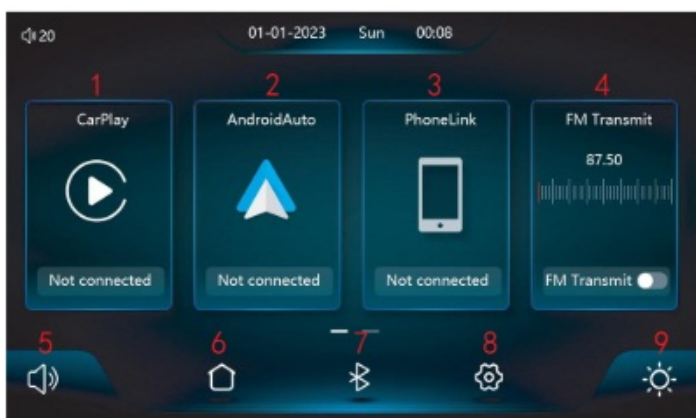 20 01-01-2023 Sun 00:08
1 2 3 4
CarPlay AndroidAuto PhoneLink FM Transmit
87.50
Not connected Not connected Not connected FM Transmit
5 6 7 8 9